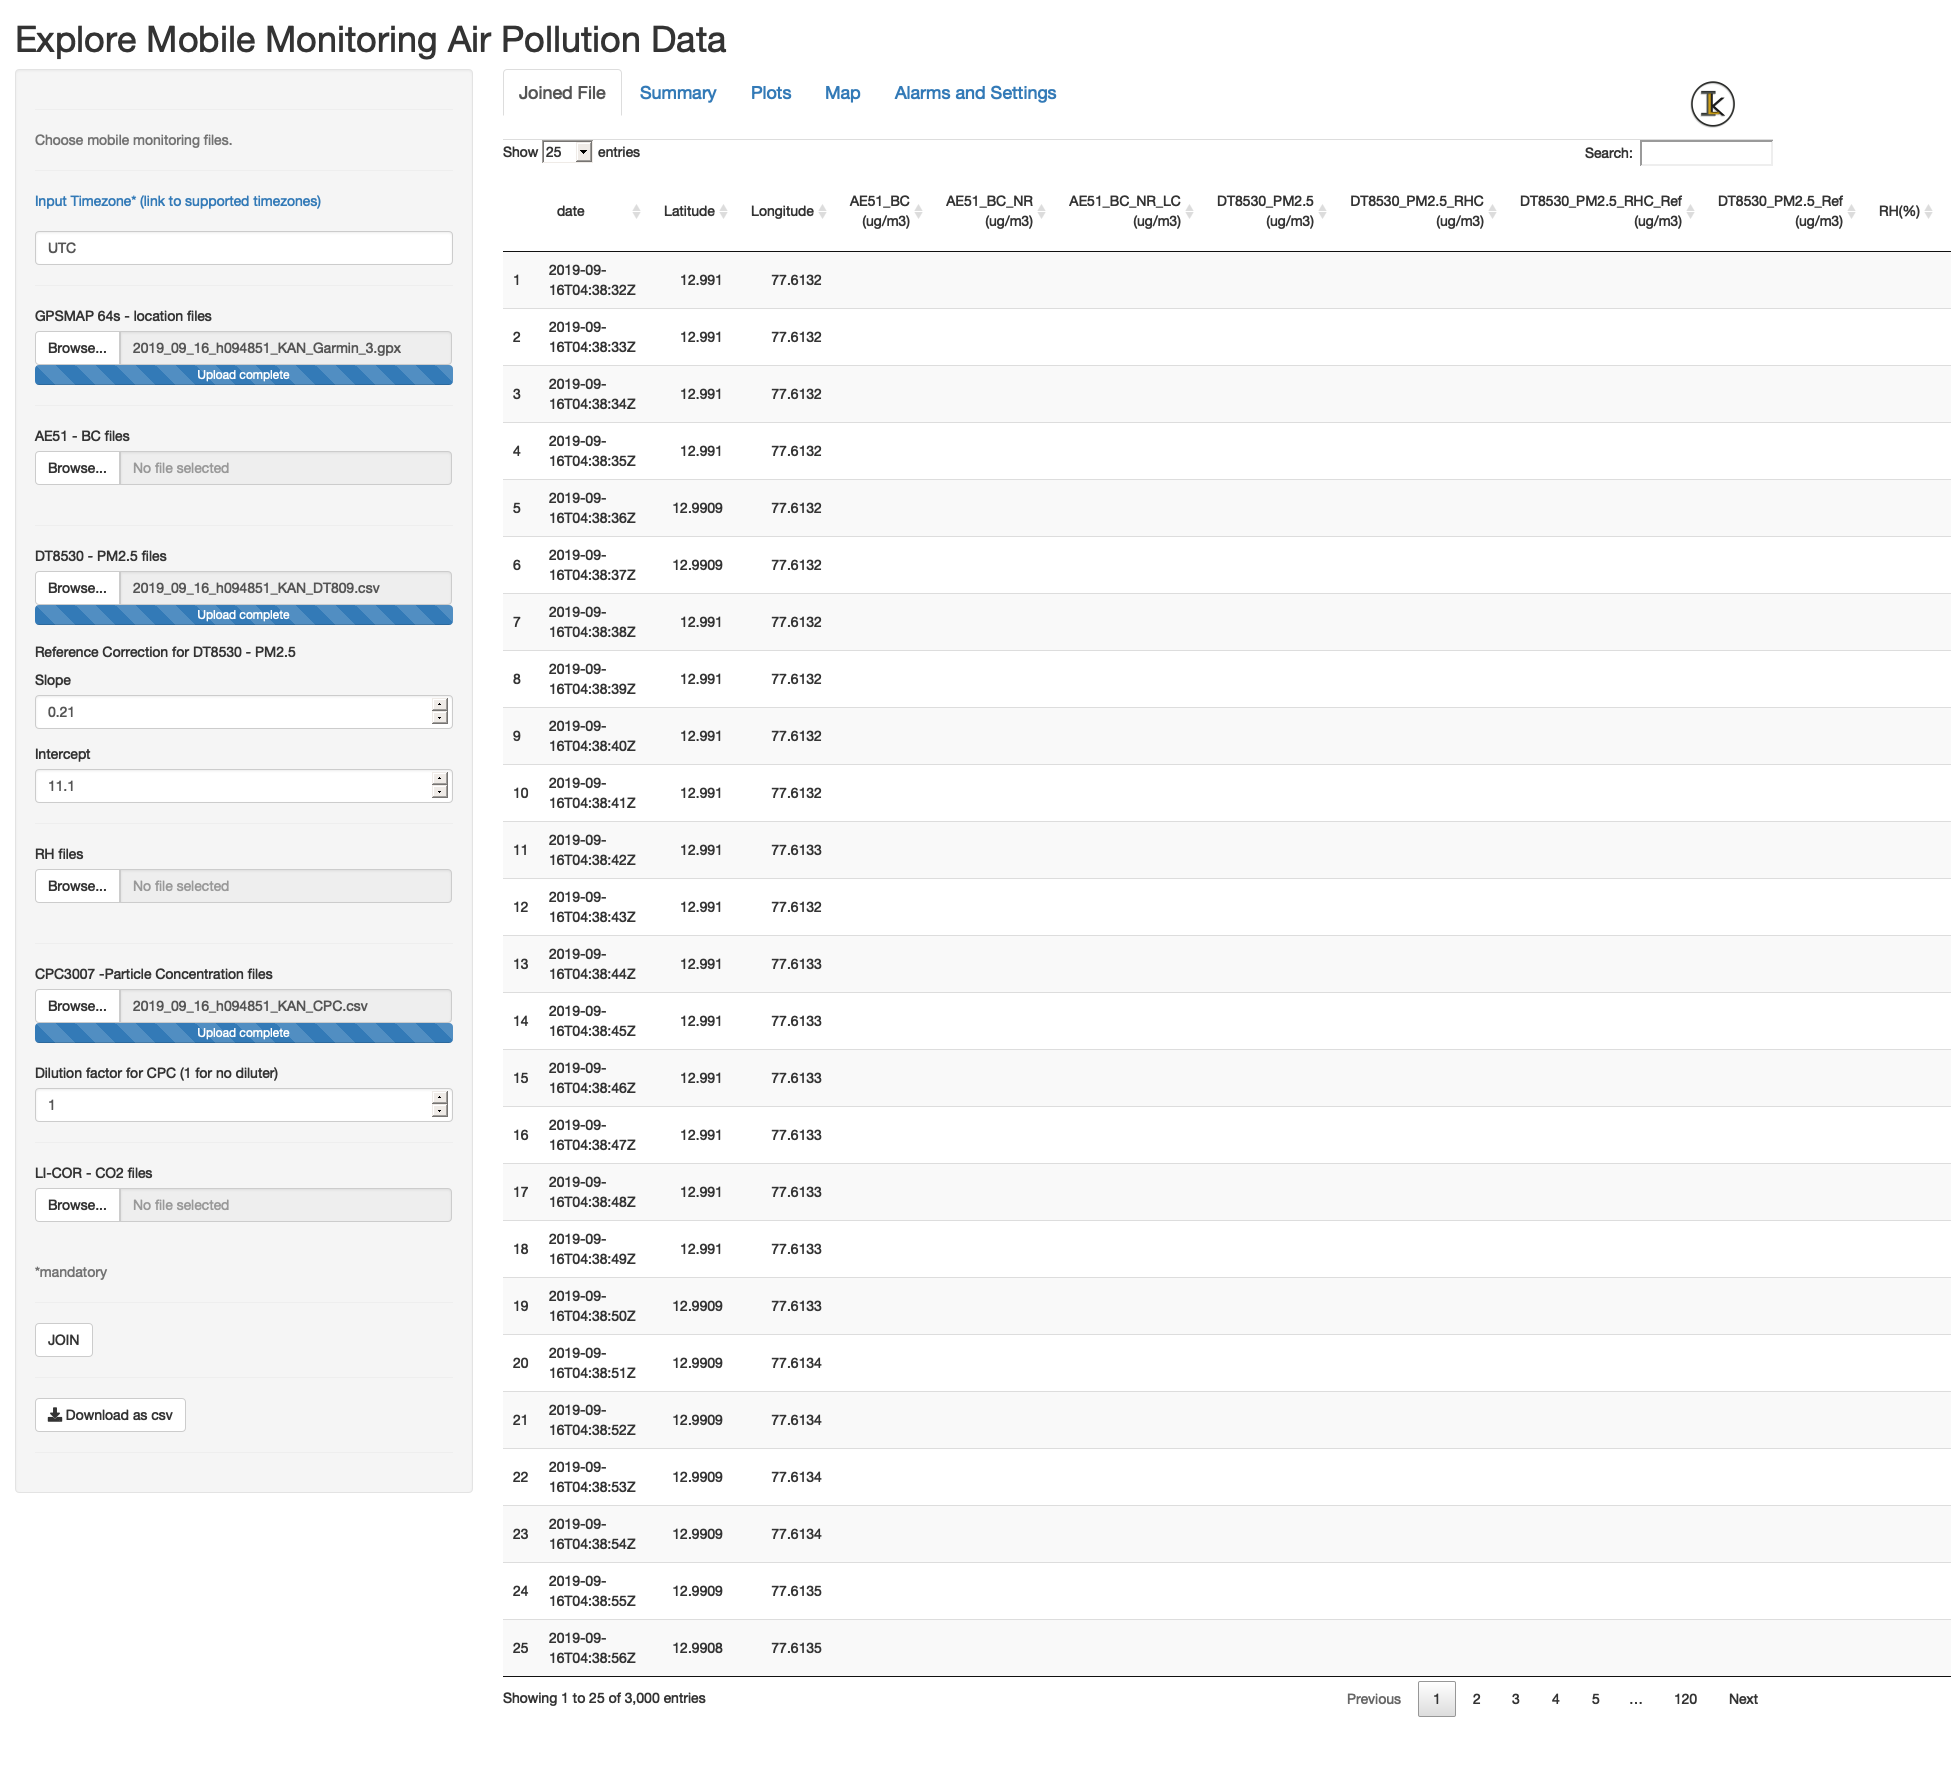 Explore Mobile Monitoring Air Pollution Data
Choose mobile monitoring files.
Input Timezone* (link to supported timezones)
UTC
GPSMAP 64s - location files
Browse... 2019_09_16_h094851_KAN_Garmin_3.gpx
Upload complete
AE51 - BC files
Browse... No file selected
DT8530 - PM2.5 files
Browse... 2019_09_16_h094851_KAN_DT809.csv
Upload complete
Reference Correction for DT8530 - PM2.5
Slope
0.21
Intercept
11.1
RH files
Browse... No file selected
CPC3007 -Particle Concentration files
Browse... 2019_09_16_h094851_KAN_CPC.csv
Upload complete
Dilution factor for CPC (1 for no diluter)
1
LI-COR - CO2 files
Browse... No file selected
*mandatory
JOIN
Download as csv
Joined File Summary Plots Map Alarms and Settings
Show 25 entries Search:
date Latitude Longitude AE51_BC (ug/m3) AE51_BC_NR (ug/m3) AE51_BC_NR_LC (ug/m3) DT8530_PM2.5 (ug/m3) DT8530_PM2.5_RHC (ug/m3) DT8530_PM2.5_RHC_Ref (ug/m3) DT8530_PM2.5_Ref (ug/m3) RH(%)
1 2019-09-16T04:38:32Z 12.991 77.6132
2 2019-09-16T04:38:33Z 12.991 77.6132
3 2019-09-16T04:38:34Z 12.991 77.6132
4 2019-09-16T04:38:35Z 12.991 77.6132
5 2019-09-16T04:38:36Z 12.9909 77.6132
6 2019-09-16T04:38:37Z 12.9909 77.6132
7 2019-09-16T04:38:38Z 12.991 77.6132
8 2019-09-16T04:38:39Z 12.991 77.6132
9 2019-09-16T04:38:40Z 12.991 77.6132
10 2019-09-16T04:38:41Z 12.991 77.6132
11 2019-09-16T04:38:42Z 12.991 77.6133
12 2019-09-16T04:38:43Z 12.991 77.6132
13 2019-09-16T04:38:44Z 12.991 77.6133
14 2019-09-16T04:38:45Z 12.991 77.6133
15 2019-09-16T04:38:46Z 12.991 77.6133
16 2019-09-16T04:38:47Z 12.991 77.6133
17 2019-09-16T04:38:48Z 12.991 77.6133
18 2019-09-16T04:38:49Z 12.991 77.6133
19 2019-09-16T04:38:50Z 12.9909 77.6133
20 2019-09-16T04:38:51Z 12.9909 77.6134
21 2019-09-16T04:38:52Z 12.9909 77.6134
22 2019-09-16T04:38:53Z 12.9909 77.6134
23 2019-09-16T04:38:54Z 12.9909 77.6134
24 2019-09-16T04:38:55Z 12.9909 77.6135
25 2019-09-16T04:38:56Z 12.9908 77.6135
Showing 1 to 25 of 3,000 entries Previous 1 2 3 4 5 … 120 Next